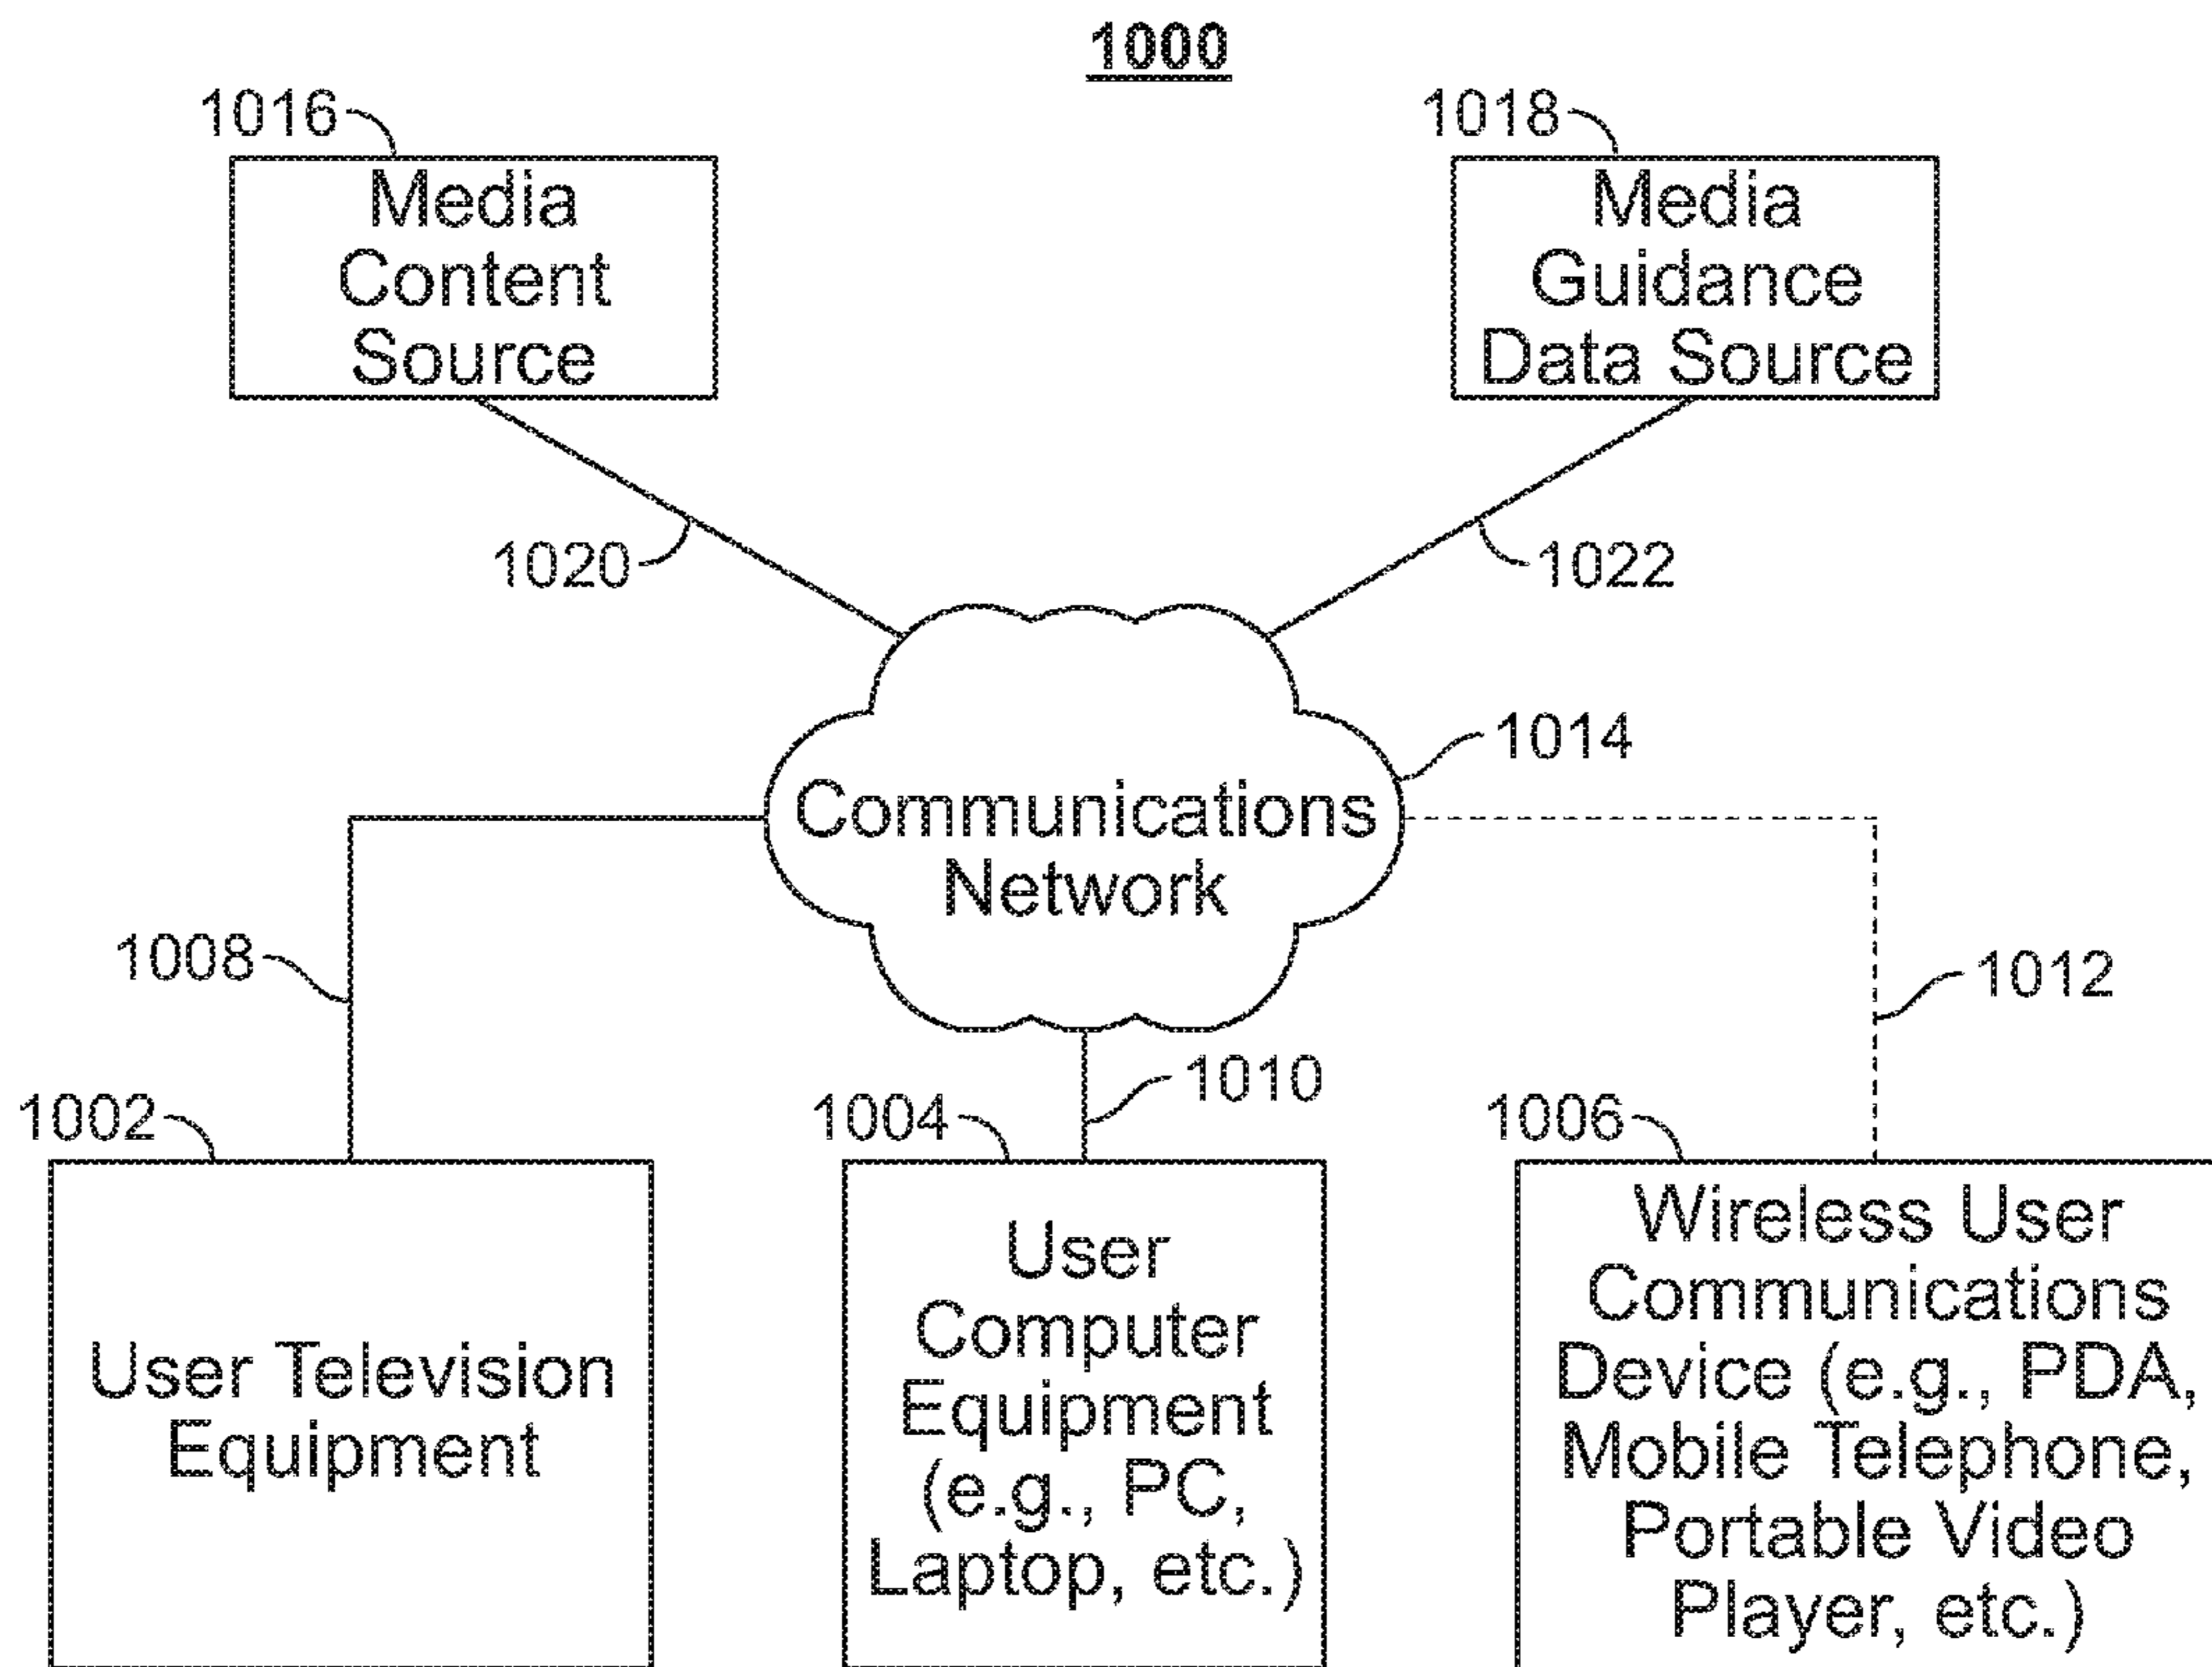 1000
1016
Media
Content
Source
1018
Media
Guidance
Data Source
1020
1022
1014
Communications
Network
1008
1012
1010
1002
User Television
Equipment
1004
User
Computer
Equipment
(e.g., PC,
Laptop, etc.)
1006
Wireless User
Communications
Device (e.g., PDA,
Mobile Telephone,
Portable Video
Player, etc.)